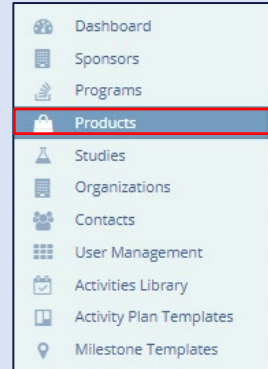 Dashboard
Sponsors
Programs
Products
Studies
Organizations
Contacts
User Management
Activities Library
Activity Plan Templates
Milestone Templates